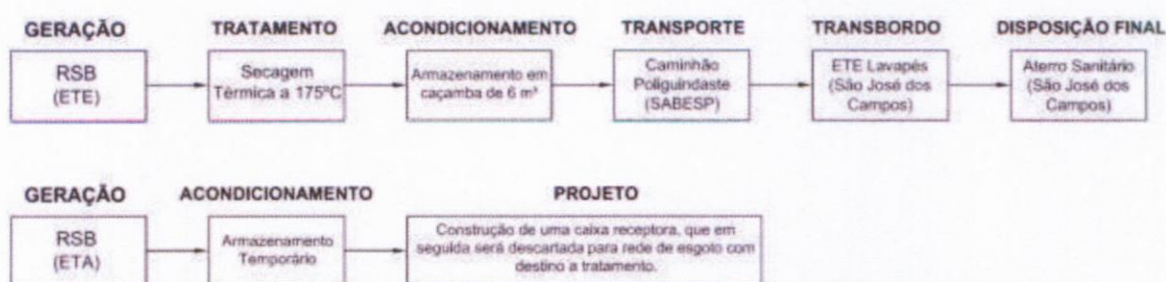 GERAÇÃO TRATAMENTO ACONDICIONAMENTO TRANSPORTE TRANSBORDO DISPOSIÇÃO FINAL
RSB
(ETE)
Secagem
Térmica a 175ºC
Armazenamento em
caçamba de 6 m³
Caminhão
Poliguindaste
(SABESP)
ETE Lavapés
(São José dos
Campos)
Aterro Sanitário
(São José dos
Campos)
GERAÇÃO ACONDICIONAMENTO PROJETO
RSB
(ETA)
Armazenamento
Temporário
Construção de uma caixa receptora, que em
seguida será descartada para rede de esgoto com
destino a tratamento.